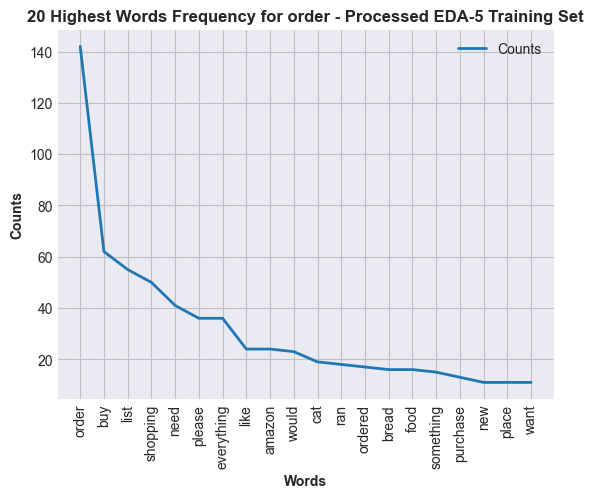 20 Highest Words Frequency for order - Processed EDA-5 Training Set
Counts
140
120
100
80
60
40
20
Counts
order
buy
list
shopping
need
please
everything
like
amazon
would
cat
ran
ordered
bread
food
something
purchase
new
place
want
Words